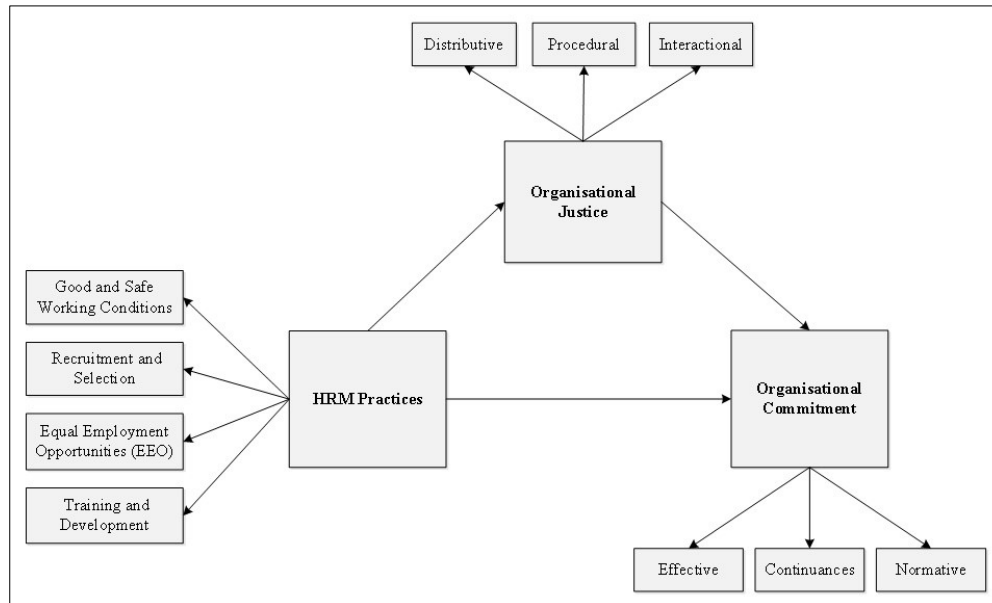 Distributive
Procedural
Interactional
Organisational
Justice
Good and Safe
Working Conditions
Recruitment and
Selection
Equal Employment
Opportunities (EEO)
Training and
Development
HRM Practices
Organisational
Commitment
Effective
Continuances
Normative